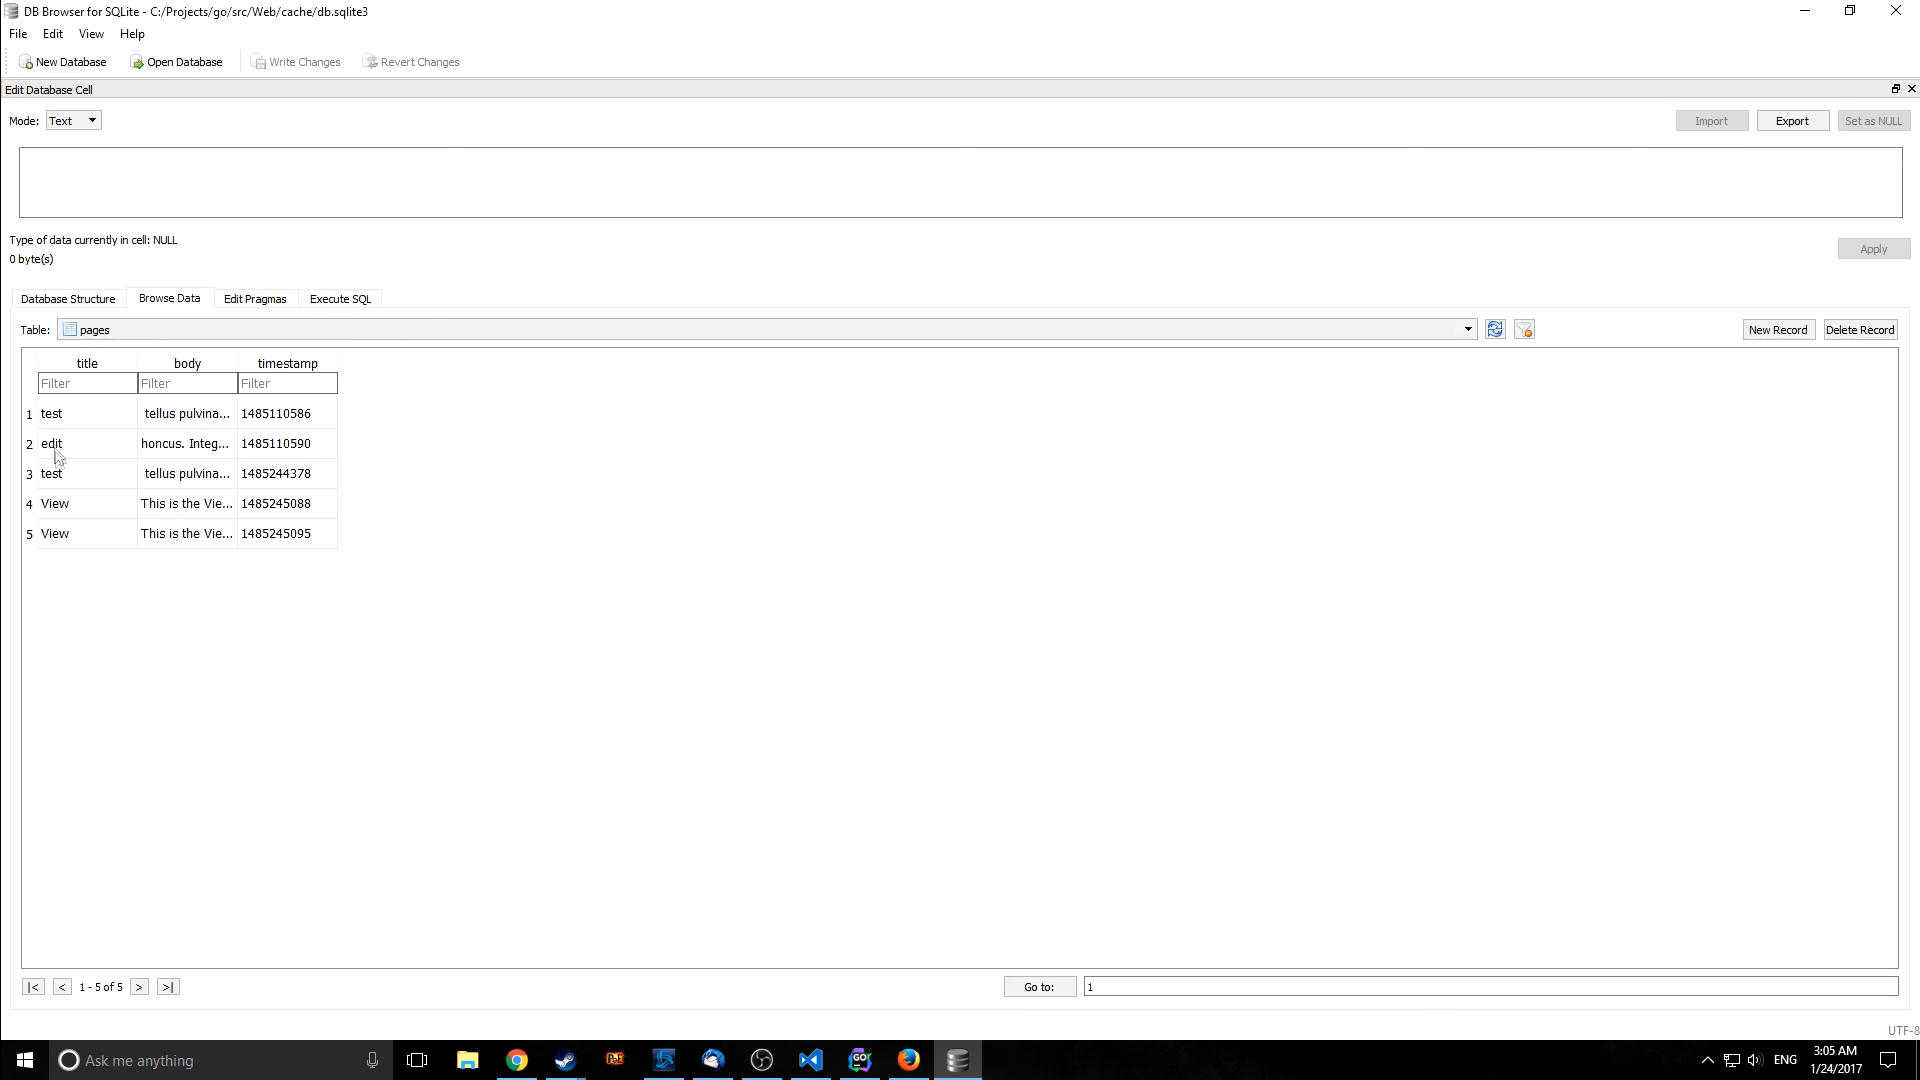 DB Browser for SQLite - C:/Projects/go/src/Web/cache/db.sqlite3
File Edit View Help
New Database Open Database Write Changes Revert Changes
Edit Database Cell
Mode: Text Import Export Set as NULL
Type of data currently in cell: NULL
0 byte(s)
Apply
Database Structure Browse Data Edit Pragmas Execute SQL
Table: pages New Record Delete Record
title body timestamp
Filter Filter Filter
1 test tellus pulvina... 1485110586
2 edit honcus. Integ... 1485110590
3 test tellus pulvina... 1485244378
4 View This is the Vie... 1485245088
5 View This is the Vie... 1485245095
|< < 1 - 5 of 5 > >| Go to: 1
UTF-8
Ask me anything PoE GO ENG 3:05 AM
1/24/2017